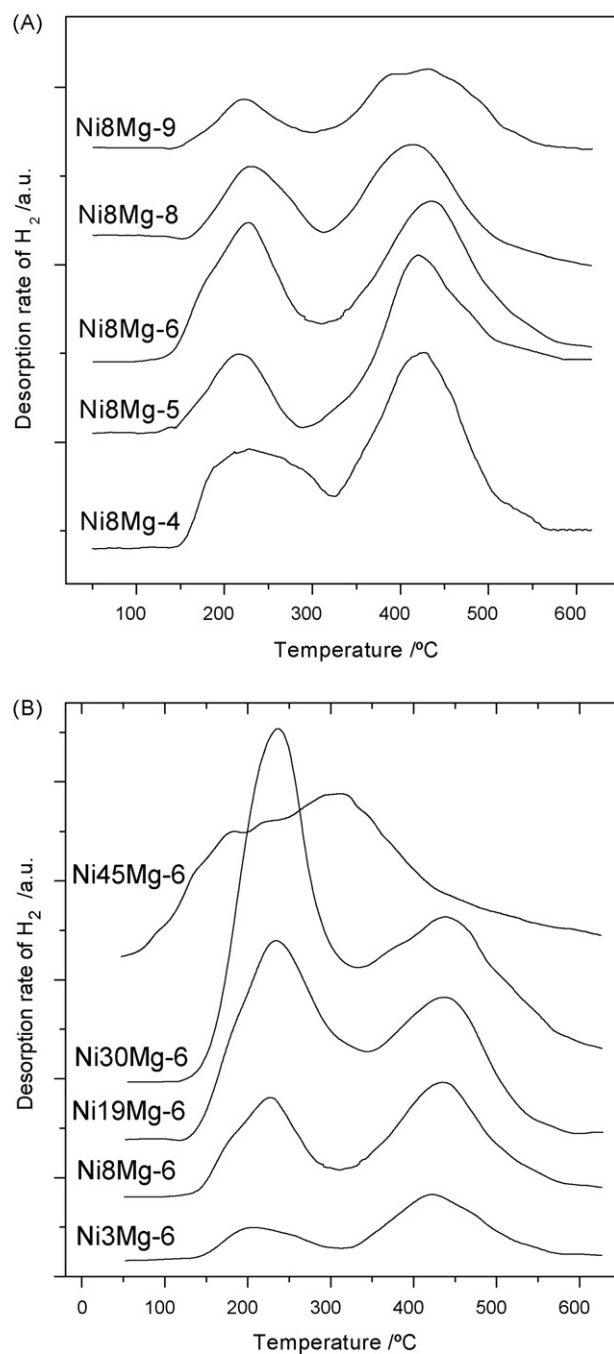 (A)
Ni8Mg-9
Ni8Mg-8
Ni8Mg-6
Ni8Mg-5
Ni8Mg-4
Desorption rate of H2 /a.u.
100 200 300 400 500 600
Temperature /ºC
(B)
Ni45Mg-6
Ni30Mg-6
Ni19Mg-6
Ni8Mg-6
Ni3Mg-6
Desorption rate of H2 /a.u.
0 100 200 300 400 500 600
Temperature /ºC